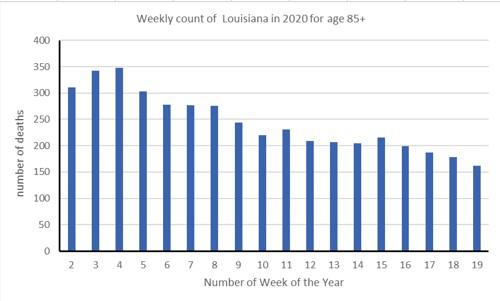 Weekly count of  Louisiana in 2020 for age 85+
400
350
300
250
200
150
100
50
0
number of deaths
2 3 4 5 6 7 8 9 10 11 12 13 14 15 16 17 18 19
Number of Week of the Year